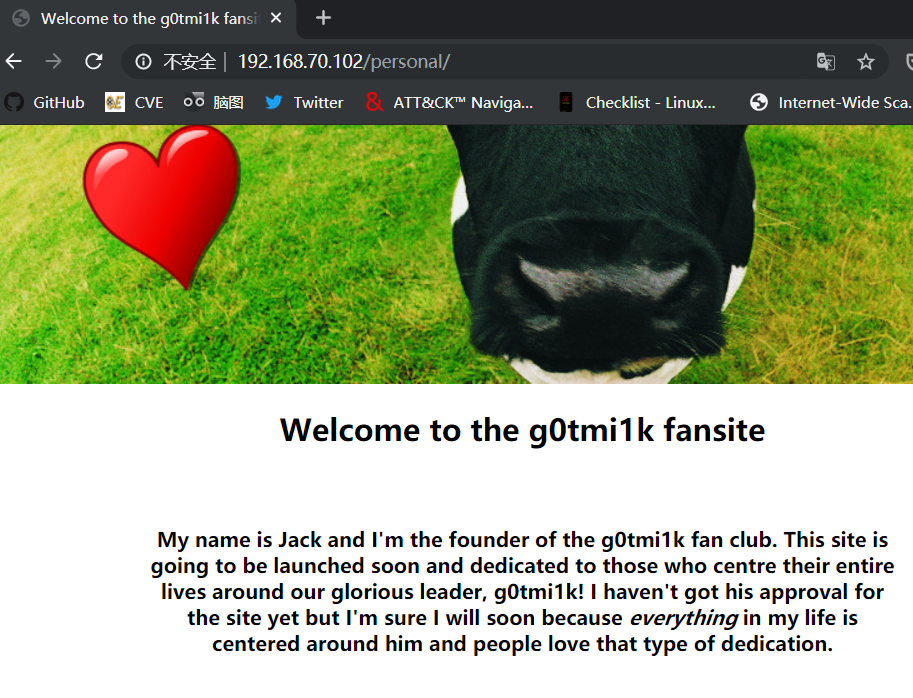 Welcome to the g0tmi1k fansi
不安全 | 192.168.70.102/personal/
GitHub CVE 脑图 Twitter ATT&CK™ Naviga... Checklist - Linux... Internet-Wide Sca.
Welcome to the g0tmi1k fansite
My name is Jack and I'm the founder of the g0tmi1k fan club. This site is
going to be launched soon and dedicated to those who centre their entire
lives around our glorious leader, g0tmi1k! I haven't got his approval for
the site yet but I'm sure I will soon because everything in my life is
centered around him and people love that type of dedication.